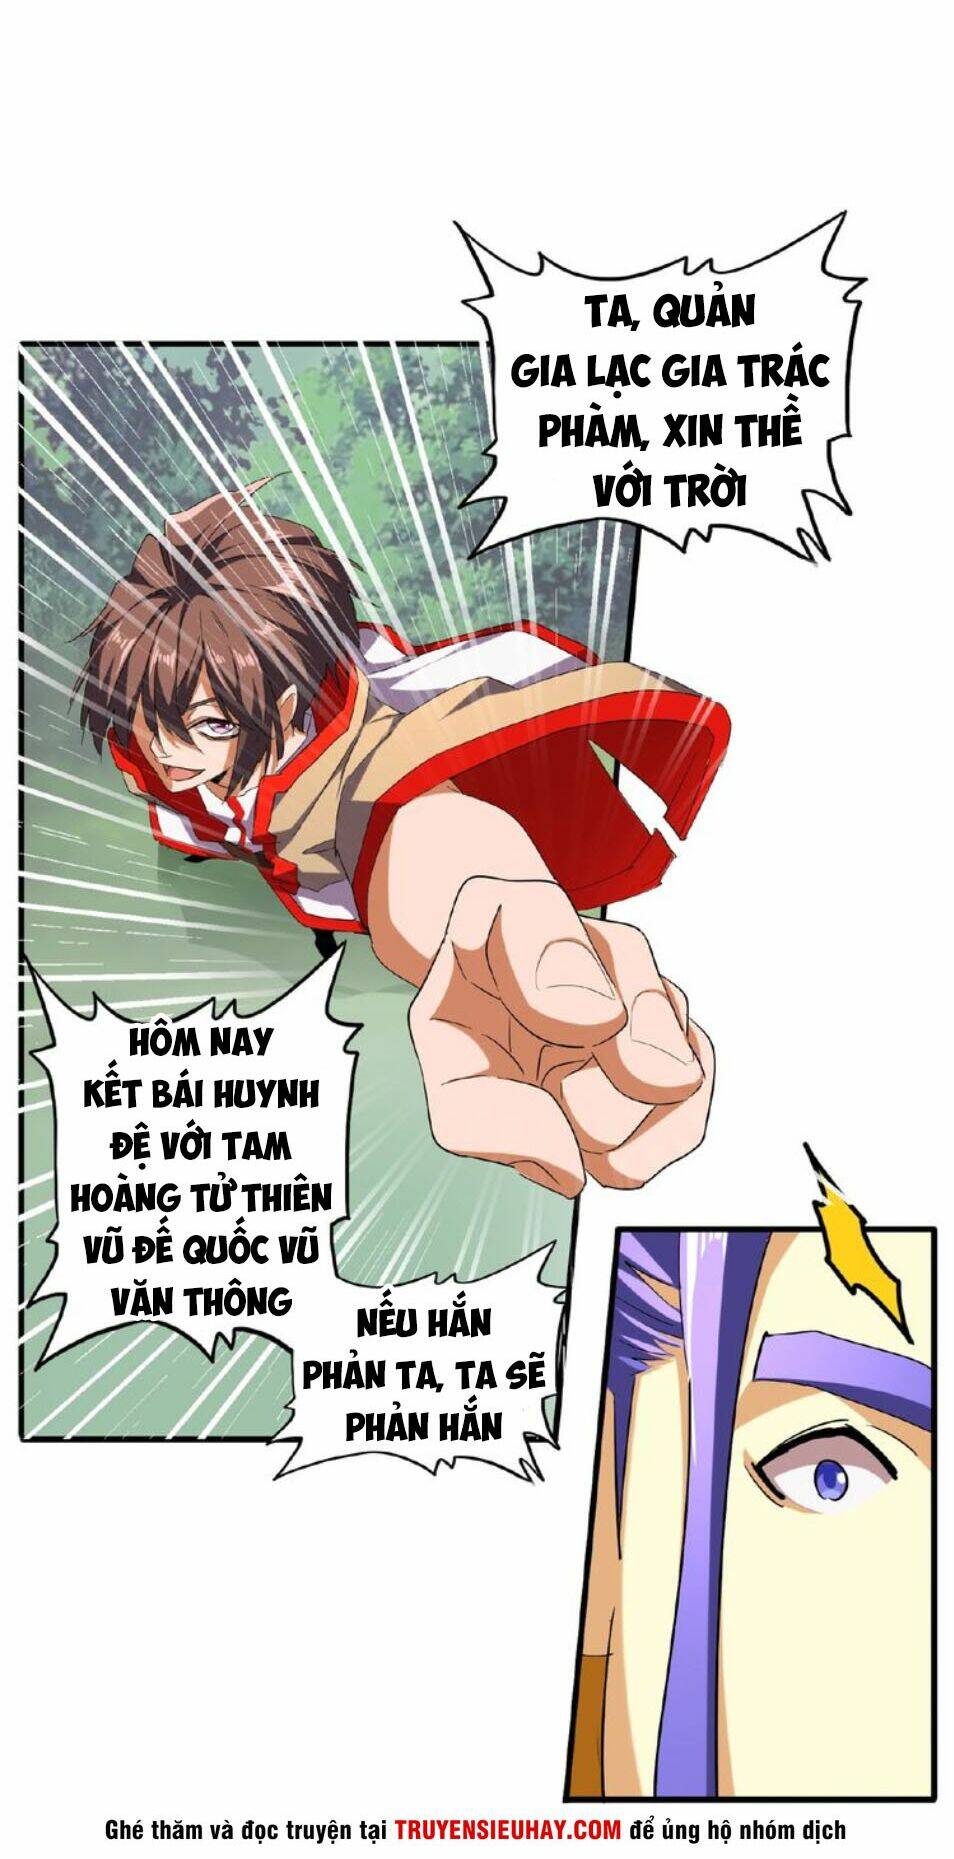 TA, QUẢN
GIA LẠC GIA TRÁC
PHÀM, XIN THỀ
VỚI TRỜI
HÔM NAY
KẾT BÁI HUYNH
ĐỆ VỚI TAM
HOÀNG TỬ THIÊN
VŨ ĐẾ QUỐC VŨ
VĂN THÔNG
NẾU HẮN
PHẢN TA, TA SẼ
PHẢN HẮN
Ghé thăm và đọc truyện tại TRUYENSIEUHAY.COM để ủng hộ nhóm dịch